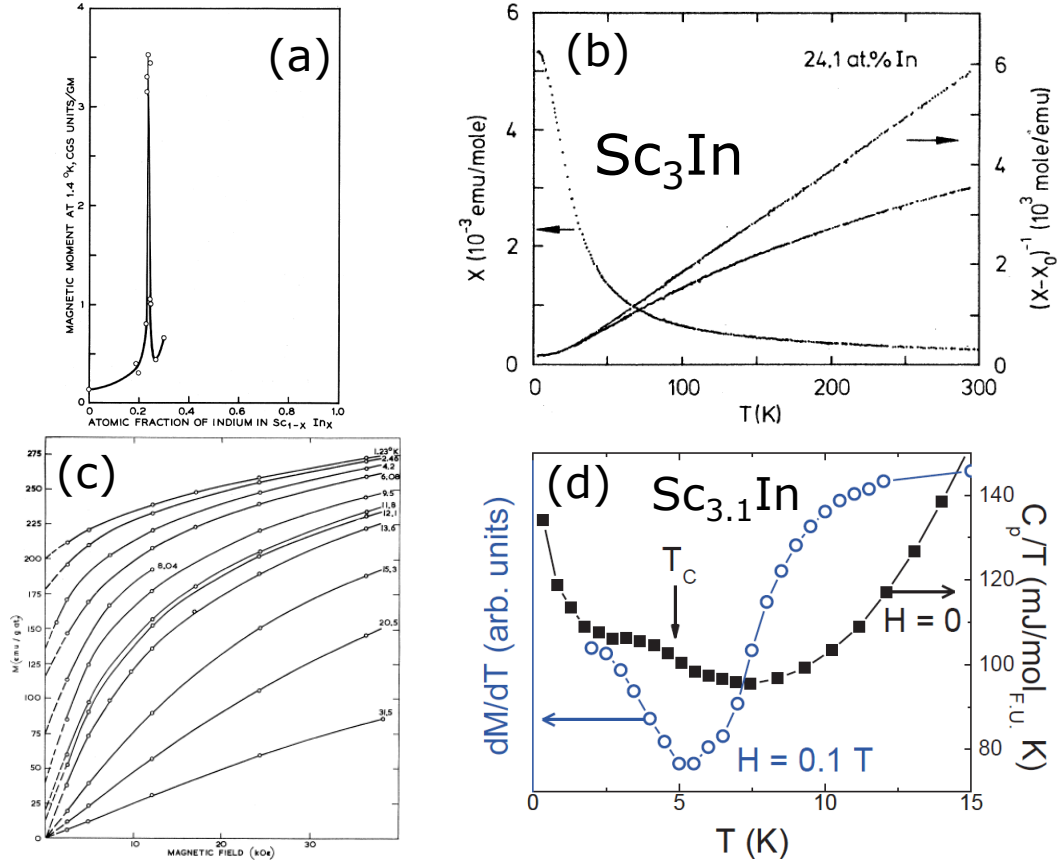 (a)
4
3
2
1
0
MAGNETIC MOMENT AT 1.4 °K, CGS UNITS/GM
0 0.2 0.4 0.6 0.8 1.0
ATOMIC FRACTION OF INDIUM IN Sc₁₋ₓ Inₓ
(b)
24.1 at.% In
Sc₃In
6
4
2
0
χ (10⁻³ emu/mole)
6
4
2
0
(χ-χ₀)⁻¹ (10³ mole/emu)
0 100 200 300
T(K)
(c)
275
250
225
200
175
150
125
100
75
50
25
0
M (emu / g at.)
1.23°K
2.46
4.2
6.08
9.5
11.8
12.1
13.6
8.04
15.3
20.5
31.5
10 20 30
MAGNETIC FIELD (kOe)
(d)
Sc₃.₁In
T_C
H = 0
H = 0.1 T
dM/dT (arb. units)
140
120
100
80
Cₚ/T (mJ/mol_F.U. K)
0 5 10 15
T (K)